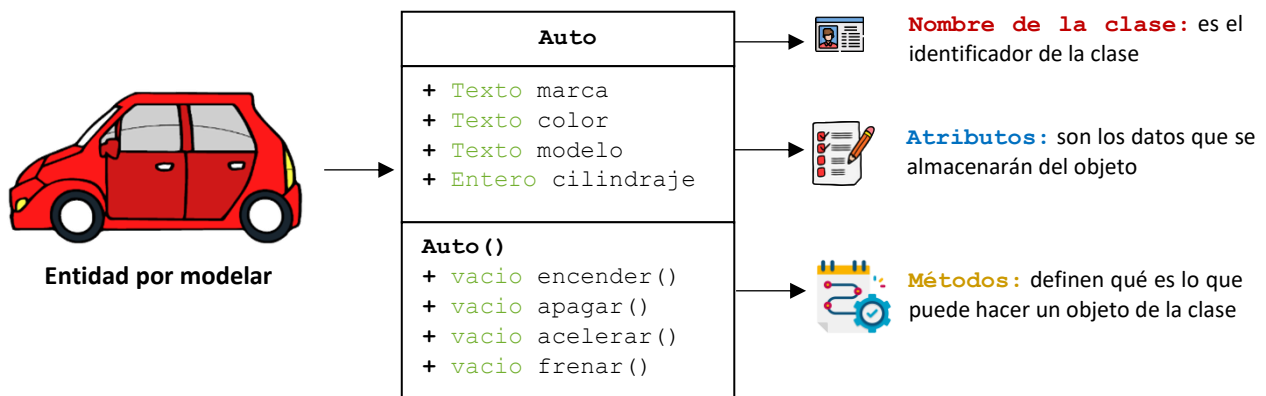 Entidad por modelar
Auto
+ Texto marca
+ Texto color
+ Texto modelo
+ Entero cilindraje
Auto()
+ vacio encender()
+ vacio apagar()
+ vacio acelerar()
+ vacio frenar()
Nombre de la clase: es el
identificador de la clase
Atributos: son los datos que se
almacenarán del objeto
Métodos: definen qué es lo que
puede hacer un objeto de la clase